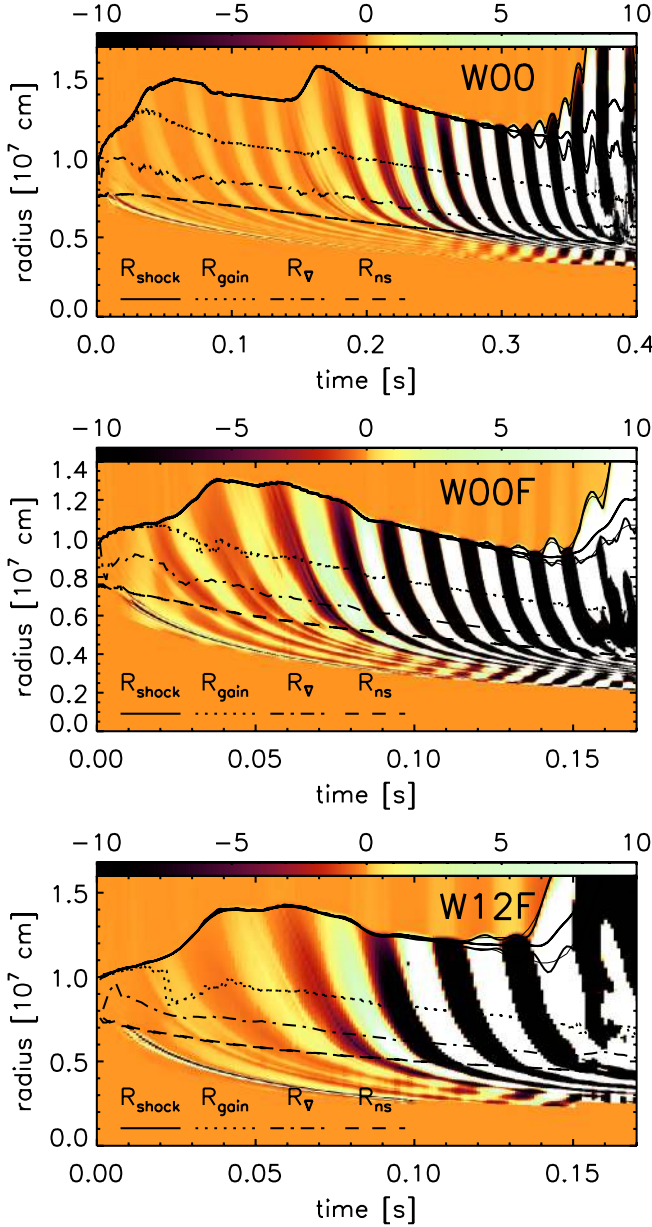 −10 −5 0 5 10
W00
radius [10⁷ cm]
1.5
1.0
0.5
0.0
R_shock R_gain R_∇ R_ns
0.0 0.1 0.2 0.3 0.4
time [s]
−10 −5 0 5 10
W00F
radius [10⁷ cm]
1.4
1.2
1.0
0.8
0.6
0.4
0.2
0.0
R_shock R_gain R_∇ R_ns
0.00 0.05 0.10 0.15
time [s]
−10 −5 0 5 10
W12F
radius [10⁷ cm]
1.5
1.0
0.5
0.0
R_shock R_gain R_∇ R_ns
0.00 0.05 0.10 0.15
time [s]